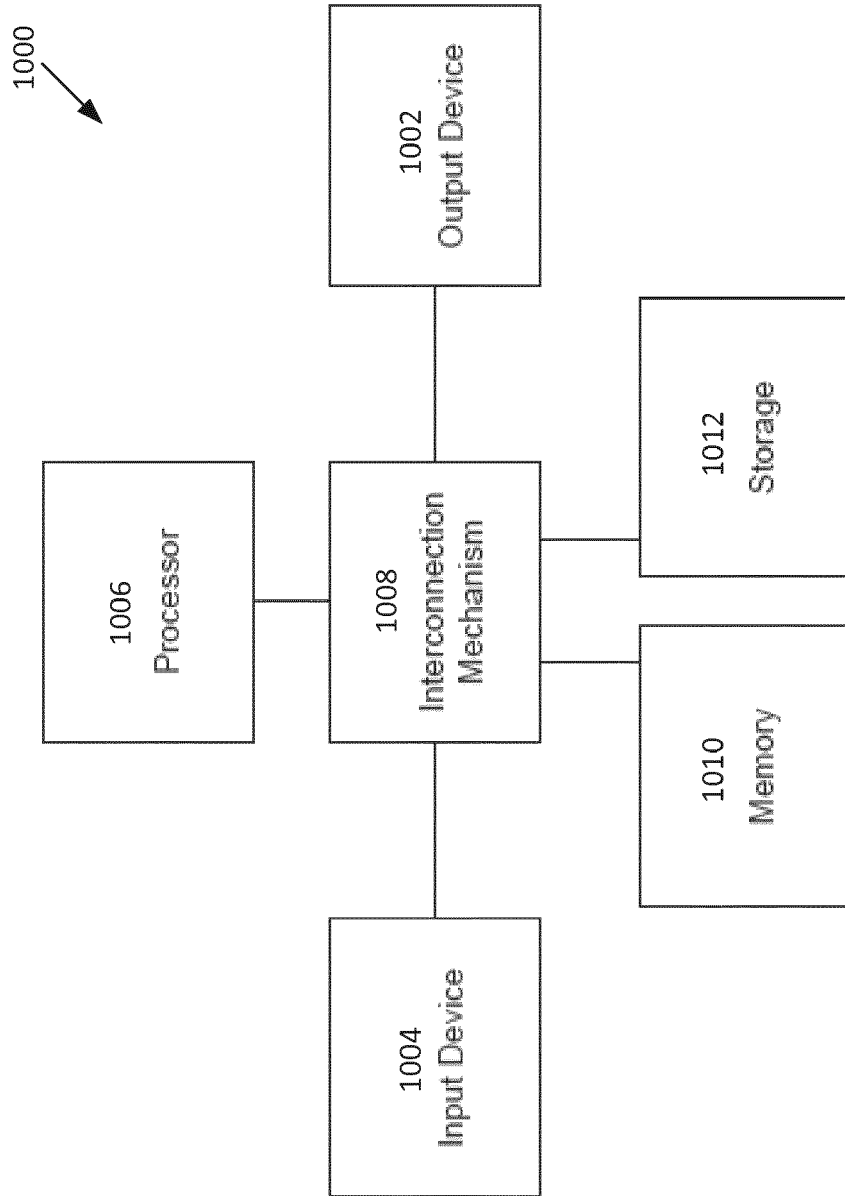 1000
1006
Processor
1004
Input Device
1008
Interconnection
Mechanism
1002
Output Device
1010
Memory
1012
Storage